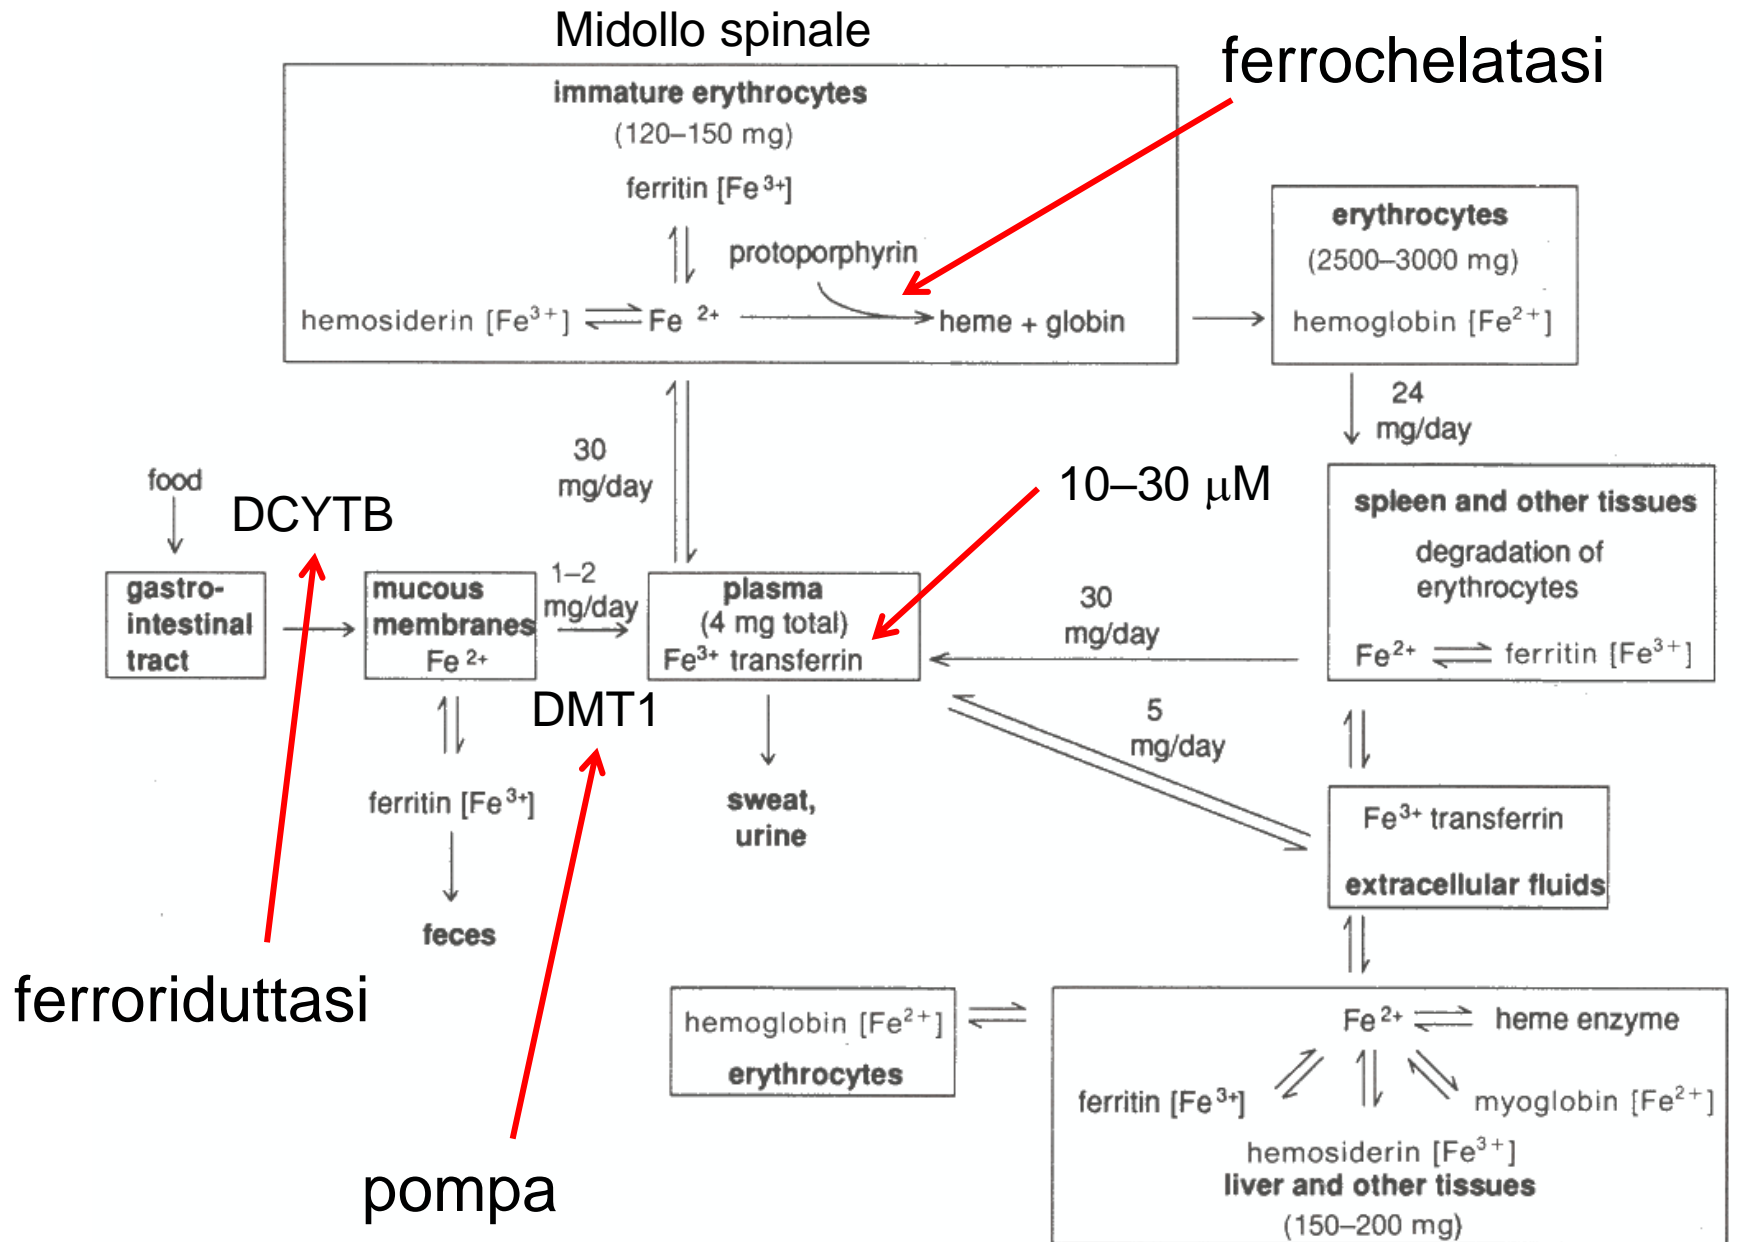 Midollo spinale
ferrochelatasi
immature erythrocytes
(120–150 mg)
ferritin [Fe³⁺]
protoporphyrin
hemosiderin [Fe³⁺] ⇌ Fe ²⁺ → heme + globin
erythrocytes
(2500–3000 mg)
hemoglobin [Fe²⁺]
24
mg/day
30
mg/day
10–30 μM
food
DCYTB
gastro-
intestinal
tract
mucous
membranes
Fe ²⁺
1–2
mg/day
plasma
(4 mg total)
Fe³⁺ transferrin
30
mg/day
spleen and other tissues
degradation of
erythrocytes
Fe²⁺ ⇌ ferritin [Fe³⁺]
DMT1
5
mg/day
ferritin [Fe³⁺]
feces
sweat,
urine
Fe³⁺ transferrin
extracellular fluids
ferroriduttasi
pompa
hemoglobin [Fe²⁺]
erythrocytes
Fe²⁺ ⇌ heme enzyme
ferritin [Fe³⁺]
myoglobin [Fe²⁺]
hemosiderin [Fe³⁺]
liver and other tissues
(150–200 mg)